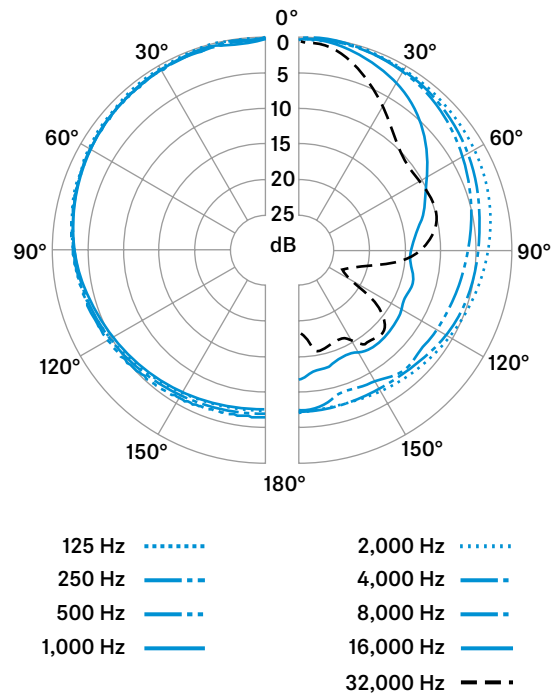 0°
30° 0 30°
5
10
60° 15 60°
20
25
90° dB 90°
120° 120°
150° 150°
180°
125 Hz 2,000 Hz
250 Hz 4,000 Hz
500 Hz 8,000 Hz
1,000 Hz 16,000 Hz
32,000 Hz